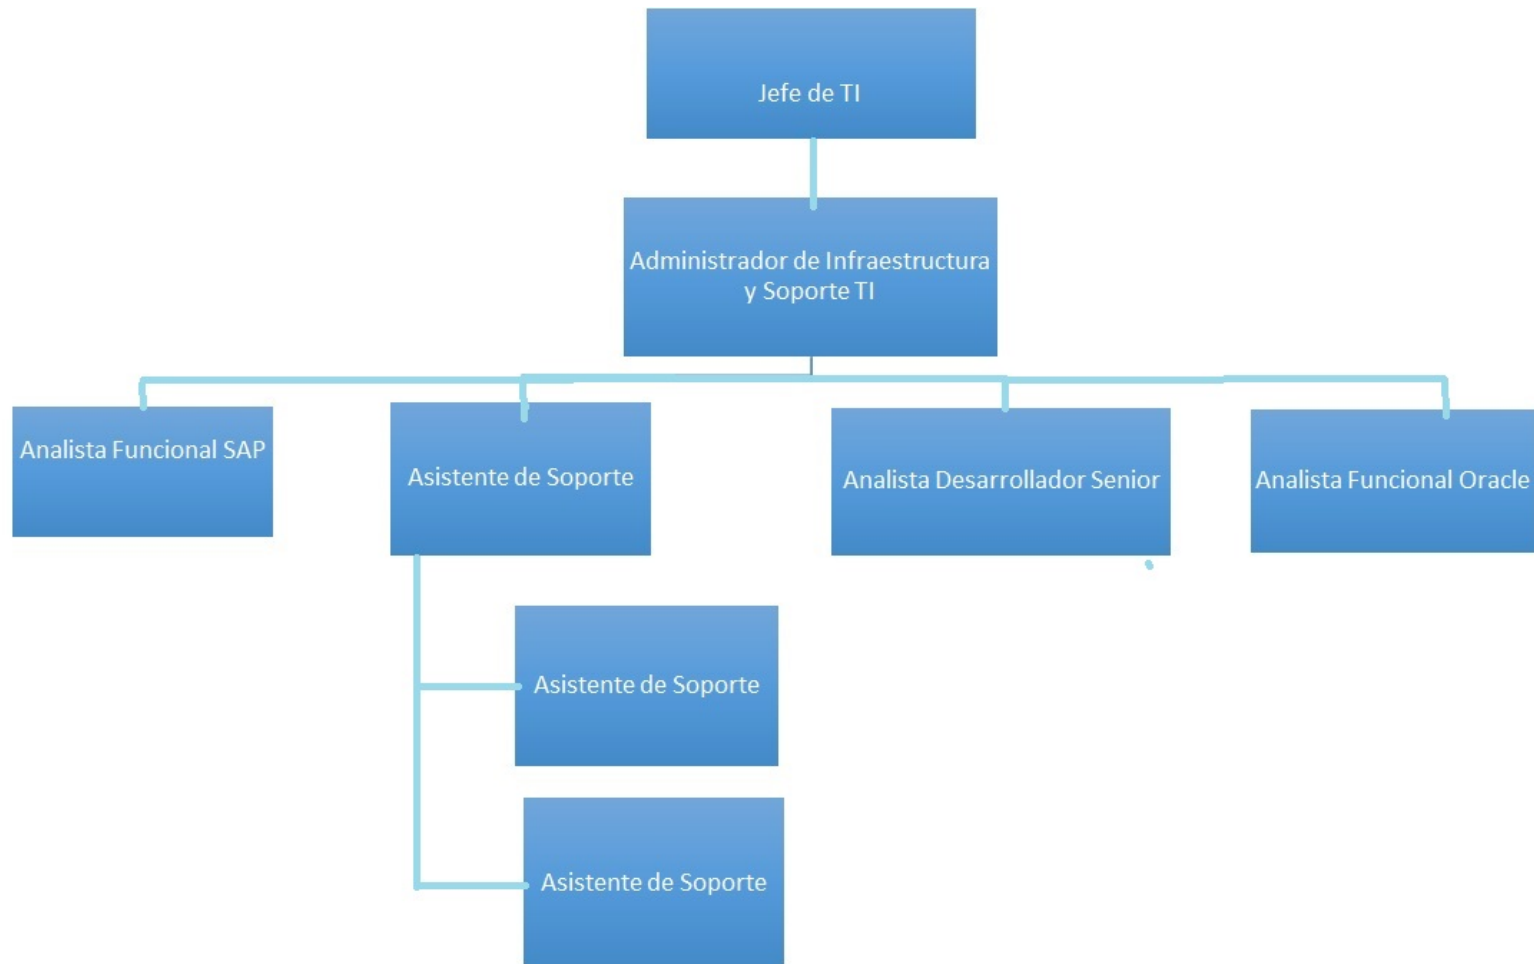 Jefe de TI
Administrador de Infraestructura
y Soporte TI
Analista Funcional SAP
Asistente de Soporte
Analista Desarrollador Senior
Analista Funcional Oracle
Asistente de Soporte
Asistente de Soporte